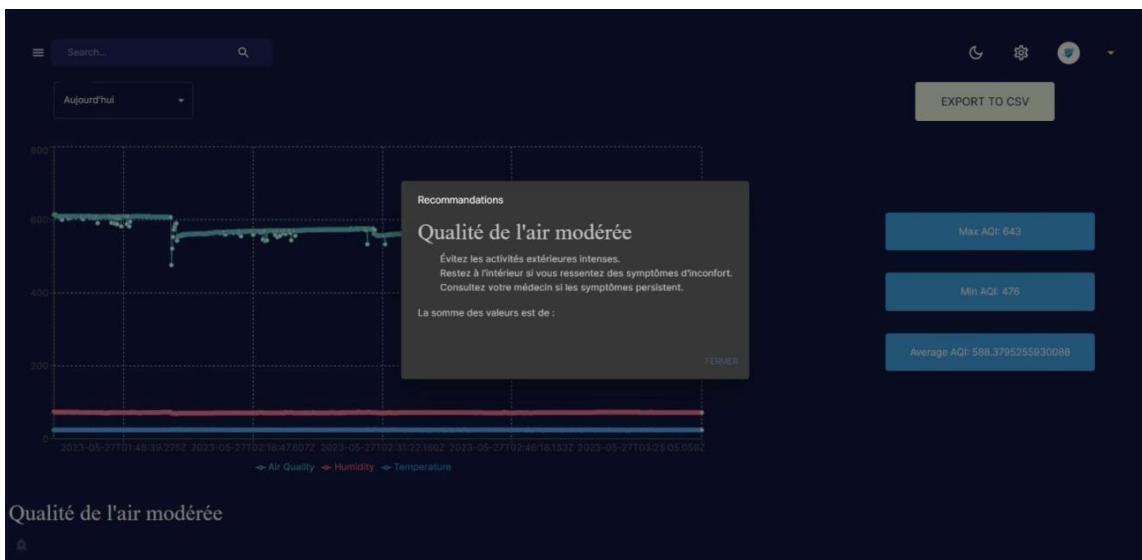 Search...
Aujourd'hui
EXPORT TO CSV
800
600
400
200
0
Recommandations
Qualité de l'air modérée
Évitez les activités extérieures intenses.
Restez à l'intérieur si vous ressentez des symptômes d'inconfort.
Consultez votre médecin si les symptômes persistent.
La somme des valeurs est de :
FERMER
Max AQI: 643
Min AQI: 476
Average AQI: 588.3795255930088
2023-05-27T01:48:39.275Z 2023-05-27T02:16:47.607Z 2023-05-27T02:31:22.160Z 2023-05-27T02:46:16.153Z 2023-05-27T03:25:05.059Z
Air Quality Humidity Temperature
Qualité de l'air modérée